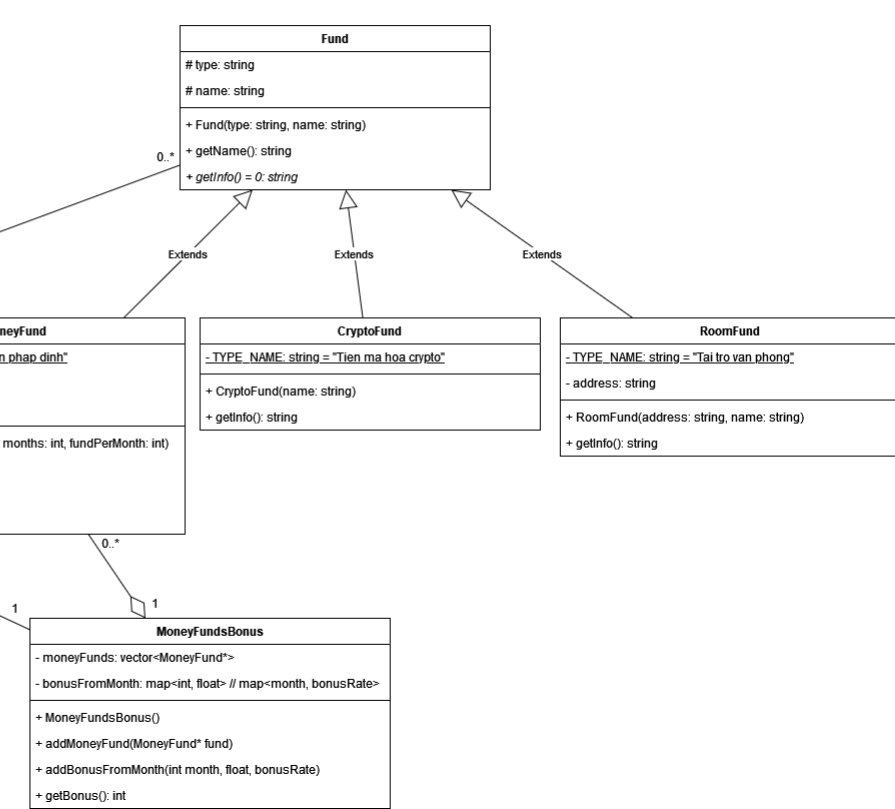 Fund
# type: string
# name: string
+ Fund(type: string, name: string)
+ getName(): string
+ getInfo() = 0: string
0..*
Extends
Extends
Extends
neyFund
n phap dinh"
months: int, fundPerMonth: int)
CryptoFund
- TYPE_NAME: string = "Tien ma hoa crypto"
+ CryptoFund(name: string)
+ getInfo(): string
RoomFund
- TYPE_NAME: string = "Tai tro van phong"
- address: string
+ RoomFund(address: string, name: string)
+ getInfo(): string
0..*
1
1
MoneyFundsBonus
- moneyFunds: vector<MoneyFund*>
- bonusFromMonth: map<int, float> // map<month, bonusRate>
+ MoneyFundsBonus()
+ addMoneyFund(MoneyFund* fund)
+ addBonusFromMonth(int month, float, bonusRate)
+ getBonus(): int